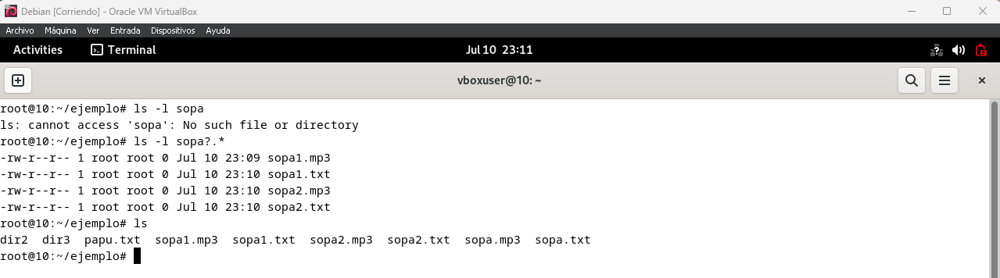 Debian [Corriendo] - Oracle VM VirtualBox
Archivo Máquina Ver Entrada Dispositivos Ayuda
Activities Terminal Jul 10 23:11
vboxuser@10: ~
root@10:~/ejemplo# ls -l sopa
ls: cannot access 'sopa': No such file or directory
root@10:~/ejemplo# ls -l sopa?.*
-rw-r--r-- 1 root root 0 Jul 10 23:09 sopa1.mp3
-rw-r--r-- 1 root root 0 Jul 10 23:10 sopa1.txt
-rw-r--r-- 1 root root 0 Jul 10 23:10 sopa2.mp3
-rw-r--r-- 1 root root 0 Jul 10 23:10 sopa2.txt
root@10:~/ejemplo# ls
dir2  dir3  papu.txt  sopa1.mp3  sopa1.txt  sopa2.mp3  sopa2.txt  sopa.mp3  sopa.txt
root@10:~/ejemplo#